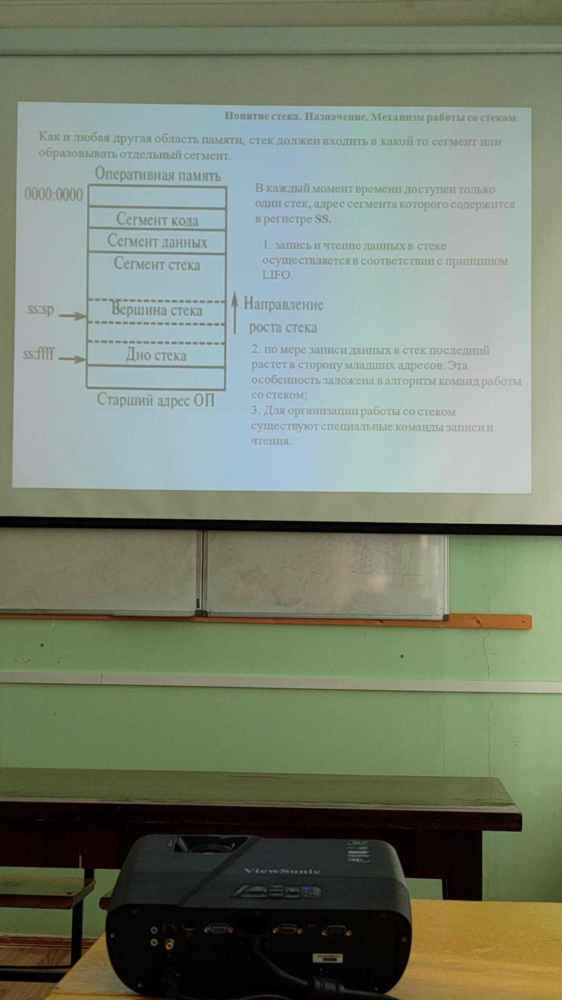 Понятие стека. Назначение. Механизм работы со стеком.
Как и любая другая область памяти, стек должен входить в какой то сегмент или
образовывать отдельный сегмент.
Оперативная память
0000:0000
Сегмент кода
Сегмент данных
Сегмент стека
ss:sp
Вершина стека
ss:ffff
Дно стека
Старший адрес ОП
В каждый момент времени доступен только
один стек, адрес сегмента которого содержится
в регистре SS.
1. запись и чтение данных в стеке
осуществляется в соответствии с принципом
LIFO.
Направление
роста стека
2. по мере записи данных в стек последний
растет в сторону младших адресов. Эта
особенность заложена в алгоритм команд работы
со стеком;
3. Для организации работы со стеком
существуют специальные команды записи и
чтения.
ViewSonic